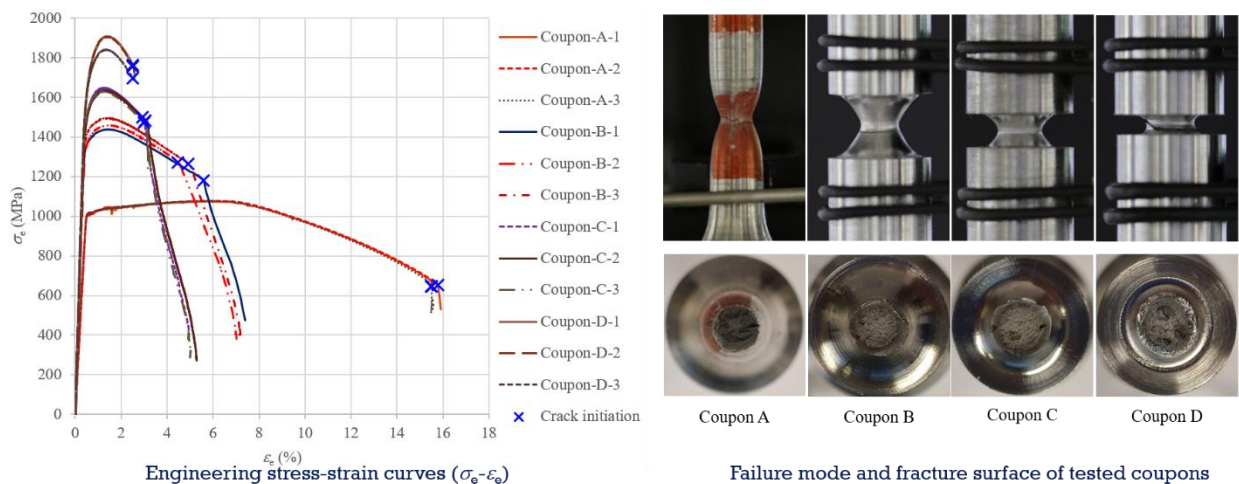 2000
1800
1600
1400
1200
1000
800
600
400
200
0
σe (MPa)
0 2 4 6 8 10 12 14 16 18
εe (%)
Coupon-A-1
Coupon-A-2
Coupon-A-3
Coupon-B-1
Coupon-B-2
Coupon-B-3
Coupon-C-1
Coupon-C-2
Coupon-C-3
Coupon-D-1
Coupon-D-2
Coupon-D-3
Crack initiation
Engineering stress-strain curves (σe-εe)
Coupon A Coupon B Coupon C Coupon D
Failure mode and fracture surface of tested coupons